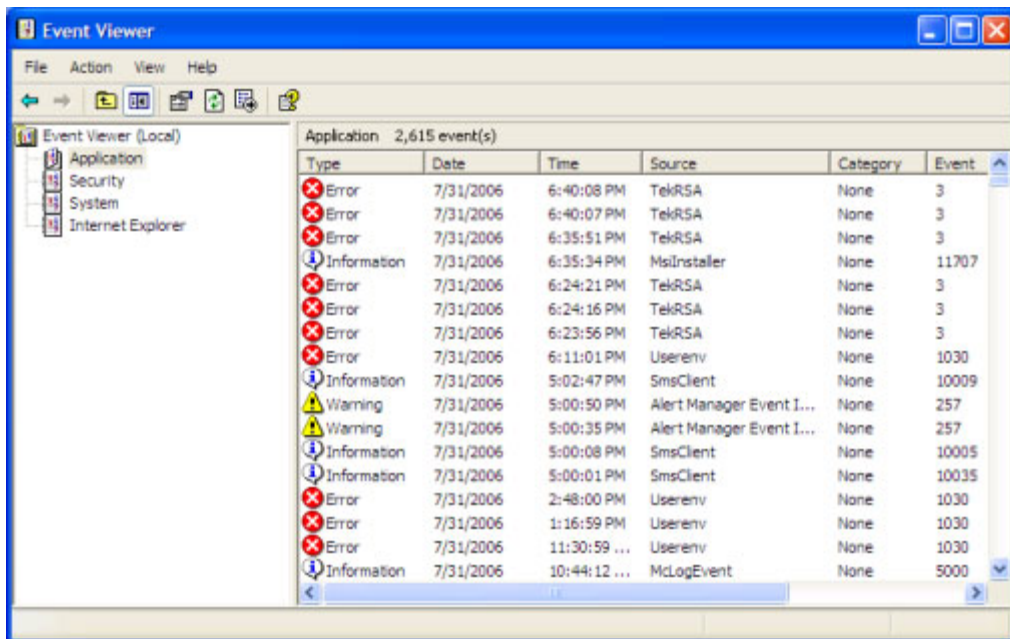 Event Viewer
File Action View Help
Event Viewer (Local)
Application
Security
System
Internet Explorer
Application 2,615 event(s)
Type Date Time Source Category Event
Error 7/31/2006 6:40:08 PM TekRSA None 3
Error 7/31/2006 6:40:07 PM TekRSA None 3
Error 7/31/2006 6:35:51 PM TekRSA None 3
Information 7/31/2006 6:35:34 PM MsiInstaller None 11707
Error 7/31/2006 6:24:21 PM TekRSA None 3
Error 7/31/2006 6:24:16 PM TekRSA None 3
Error 7/31/2006 6:23:56 PM TekRSA None 3
Error 7/31/2006 6:11:01 PM Userenv None 1030
Information 7/31/2006 5:02:47 PM SmsClient None 10009
Warning 7/31/2006 5:00:50 PM Alert Manager Event I... None 257
Warning 7/31/2006 5:00:35 PM Alert Manager Event I... None 257
Information 7/31/2006 5:00:08 PM SmsClient None 10005
Information 7/31/2006 5:00:01 PM SmsClient None 10035
Error 7/31/2006 2:48:00 PM Userenv None 1030
Error 7/31/2006 1:16:59 PM Userenv None 1030
Error 7/31/2006 11:30:59 ... Userenv None 1030
Information 7/31/2006 10:44:12 ... McLogEvent None 5000